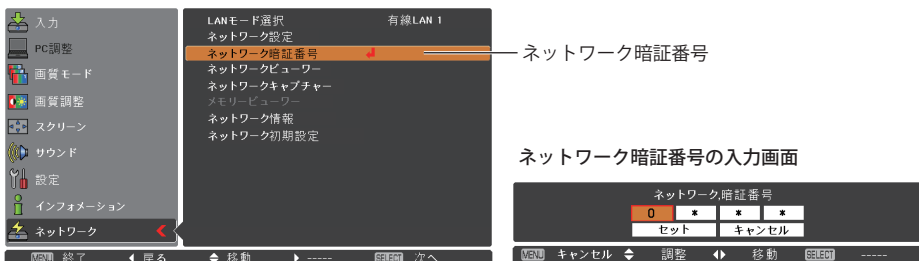 入力
PC調整
画質モード
画質調整
スクリーン
サウンド
設定
インフォメーション
ネットワーク
LANモード選択 有線LAN 1
ネットワーク設定
ネットワーク暗証番号
ネットワークビューワー
ネットワークキャプチャー
メモリービューワー
ネットワーク情報
ネットワーク初期設定
MENU 終了 戻る 移動 ----- SELECT 次へ
ネットワーク暗証番号
ネットワーク暗証番号の入力画面
ネットワーク暗証番号
0 * * *
セット キャンセル
MENU キャンセル 調整 移動 SELECT -----